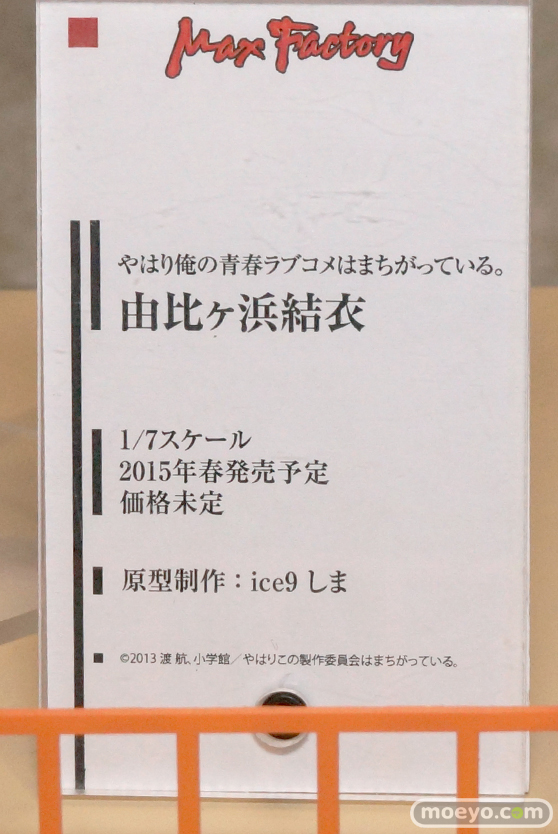 Max Factory
やはり俺の青春ラブコメはまちがっている。
由比ヶ浜結衣
1/7スケール
2015年春発売予定
価格未定
原型制作：ice9 しま
©2013 渡 航、小学館／やはりこの製作委員会はまちがっている。
moeyo.com